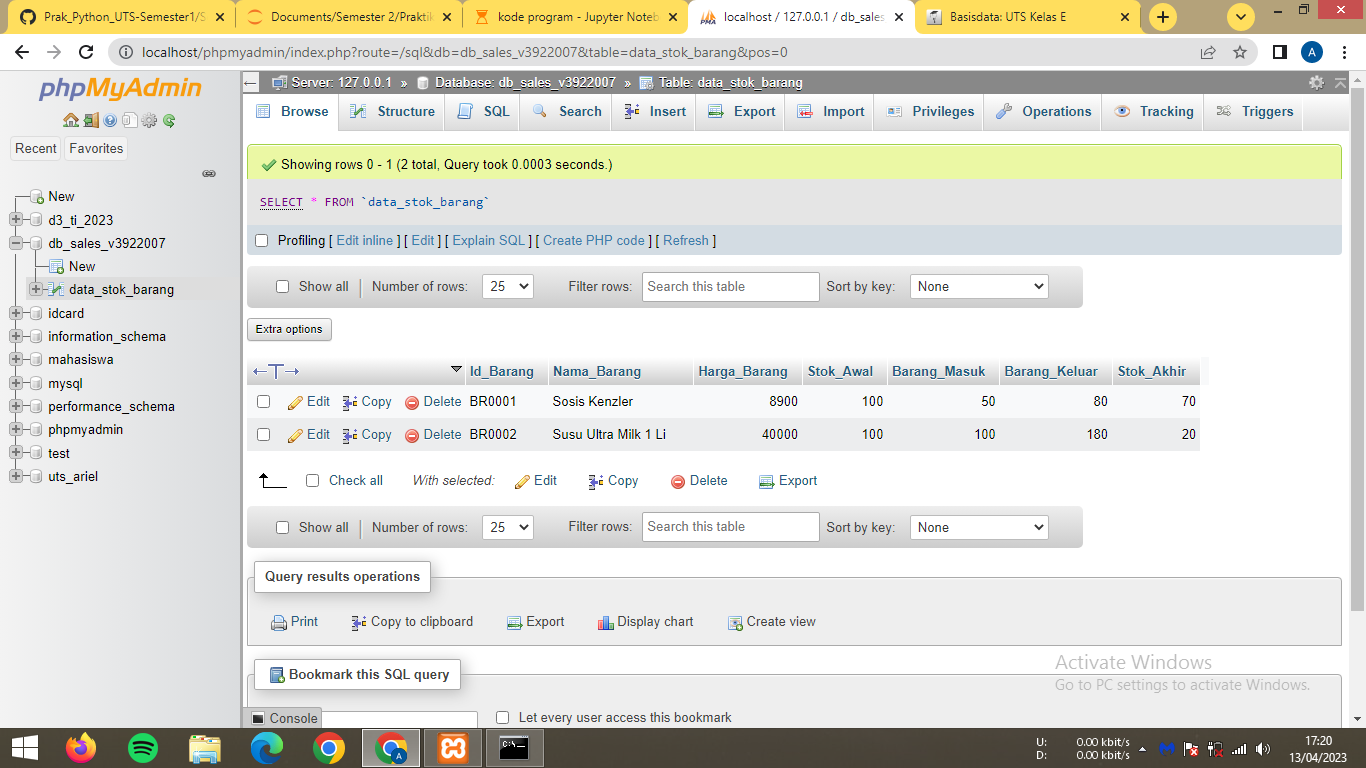 Prak_Python_UTS-Semester1/S
Documents/Semester 2/Prakti
kode program - Jupyter Noteb
localhost / 127.0.0.1 / db_sales
Basisdata: UTS Kelas E
localhost/phpmyadmin/index.php?route=/sql&db=db_sales_v3922007&table=data_stok_barang&pos=0
A
phpMyAdmin
Recent
Favorites
New
d3_ti_2023
db_sales_v3922007
New
data_stok_barang
idcard
information_schema
mahasiswa
mysql
performance_schema
phpmyadmin
test
uts_ariel
Server: 127.0.0.1 » Database: db_sales_v3922007 » Table: data_stok_barang
Browse Structure SQL Search Insert Export Import Privileges Operations Tracking Triggers
Showing rows 0 - 1 (2 total, Query took 0.0003 seconds.)
SELECT * FROM `data_stok_barang`
Profiling [ Edit inline ] [ Edit ] [ Explain SQL ] [ Create PHP code ] [ Refresh ]
Show all Number of rows: 25 Filter rows: Search this table Sort by key: None
Extra options
←T→ Id_Barang Nama_Barang Harga_Barang Stok_Awal Barang_Masuk Barang_Keluar Stok_Akhir
Edit Copy Delete BR0001 Sosis Kenzler 8900 100 50 80 70
Edit Copy Delete BR0002 Susu Ultra Milk 1 Li 40000 100 100 180 20
Check all With selected: Edit Copy Delete Export
Show all Number of rows: 25 Filter rows: Search this table Sort by key: None
Query results operations
Print Copy to clipboard Export Display chart Create view
Bookmark this SQL query
Activate Windows
Go to PC settings to activate Windows.
Console
Let every user access this bookmark
U: 0.00 kbit/s
D: 0.00 kbit/s
17:20
13/04/2023